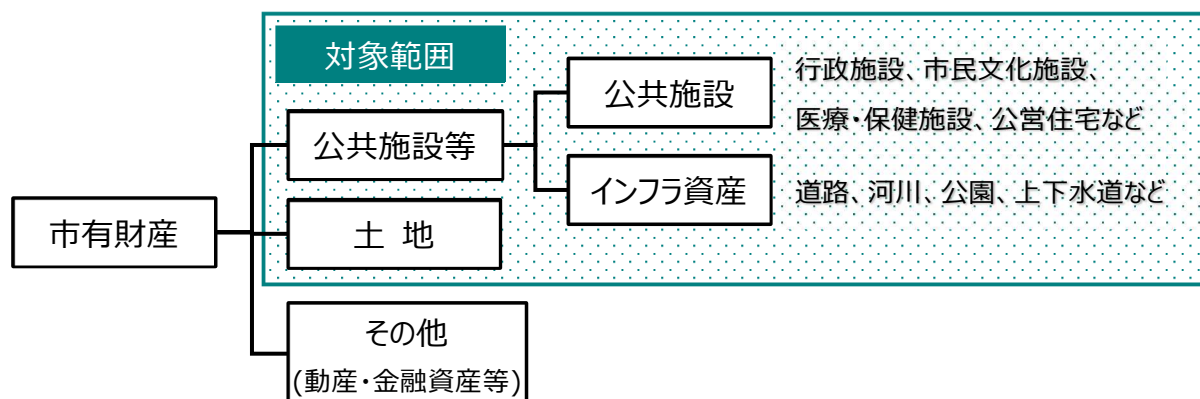 対象範囲
公共施設
行政施設、市民文化施設、
医療・保健施設、公営住宅など
公共施設等
インフラ資産
道路、河川、公園、上下水道など
市有財産
土 地
その他
(動産・金融資産等)